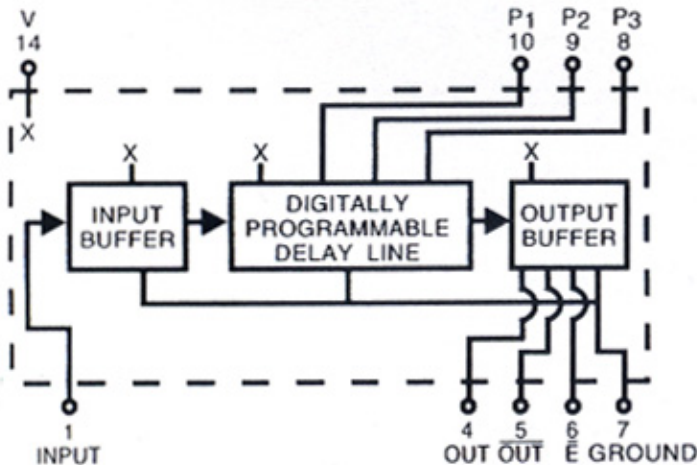 V P1 P2 P3
14 10 9 8
X
X X X
INPUT
BUFFER
DIGITALLY
PROGRAMMABLE
DELAY LINE
OUTPUT
BUFFER
1 4 5 6 7
INPUT OUT O̅U̅T̅ E̅ GROUND